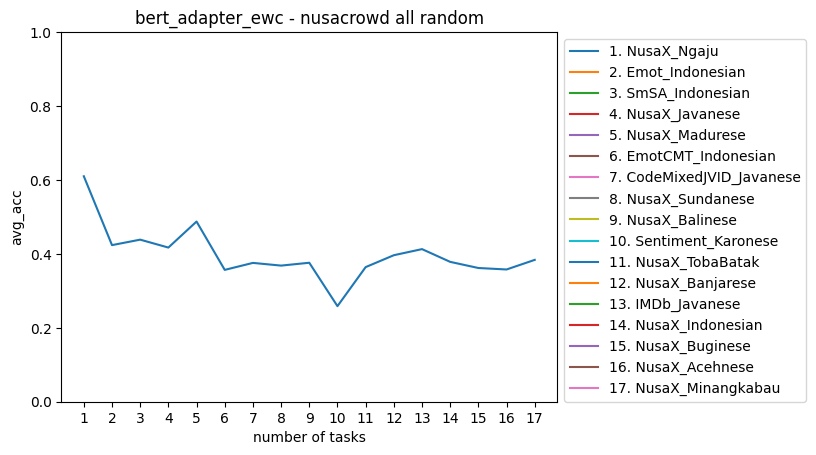 bert_adapter_ewc - nusacrowd all random
1.0
0.8
0.6
0.4
0.2
0.0
avg_acc
1 2 3 4 5 6 7 8 9 10 11 12 13 14 15 16 17
number of tasks
1. NusaX_Ngaju
2. Emot_Indonesian
3. SmSA_Indonesian
4. NusaX_Javanese
5. NusaX_Madurese
6. EmotCMT_Indonesian
7. CodeMixedJVID_Javanese
8. NusaX_Sundanese
9. NusaX_Balinese
10. Sentiment_Karonese
11. NusaX_TobaBatak
12. NusaX_Banjarese
13. IMDb_Javanese
14. NusaX_Indonesian
15. NusaX_Buginese
16. NusaX_Acehnese
17. NusaX_Minangkabau